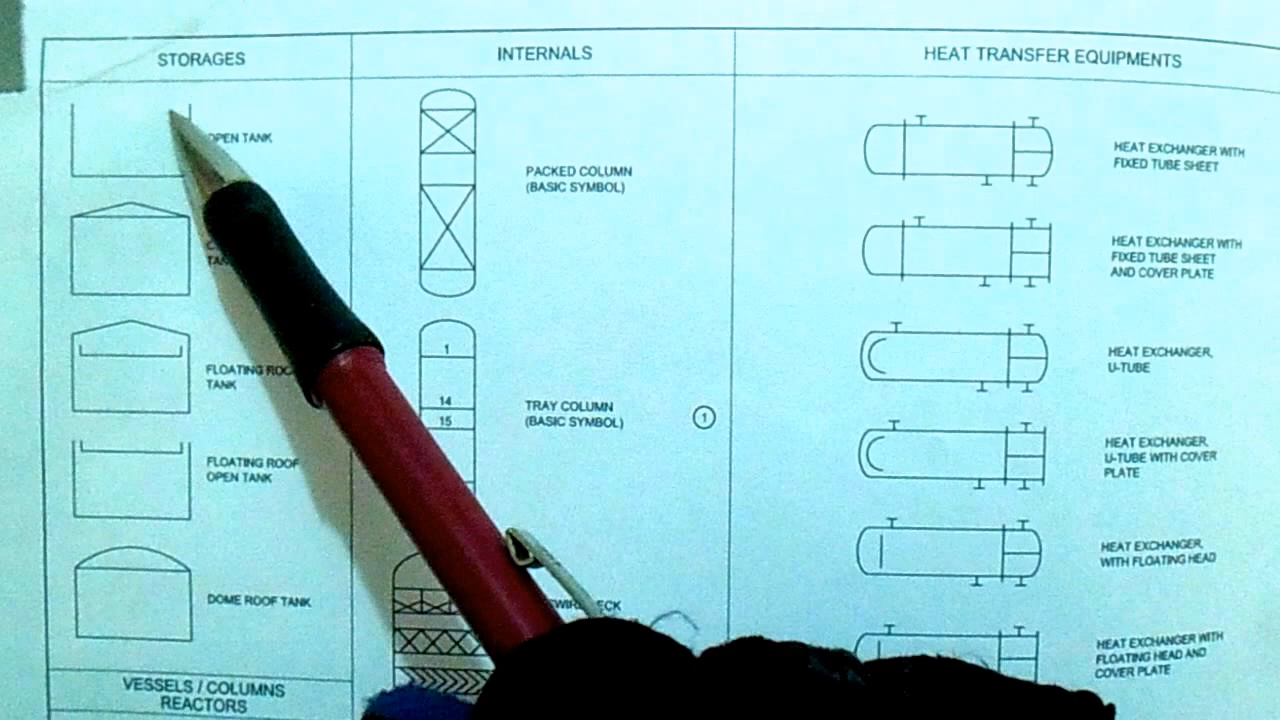 STORAGES
OPEN TANK
FLOATING
TANK
FLOATING ROOF
OPEN TANK
DOME ROOF TANK
VESSELS / COLUMNS
REACTORS
INTERNALS
PACKED COLUMN
(BASIC SYMBOL)
1
14
15
TRAY COLUMN
(BASIC SYMBOL)
1
HEAT TRANSFER EQUIPMENTS
HEAT EXCHANGER WITH
FIXED TUBE SHEET
HEAT EXCHANGER WITH
FIXED TUBE SHEET
AND COVER PLATE
HEAT EXCHANGER,
U-TUBE
HEAT EXCHANGER,
U-TUBE WITH COVER
PLATE
HEAT EXCHANGER,
WITH FLOATING HEAD
HEAT EXCHANGER WITH
FLOATING HEAD AND
COVER PLATE